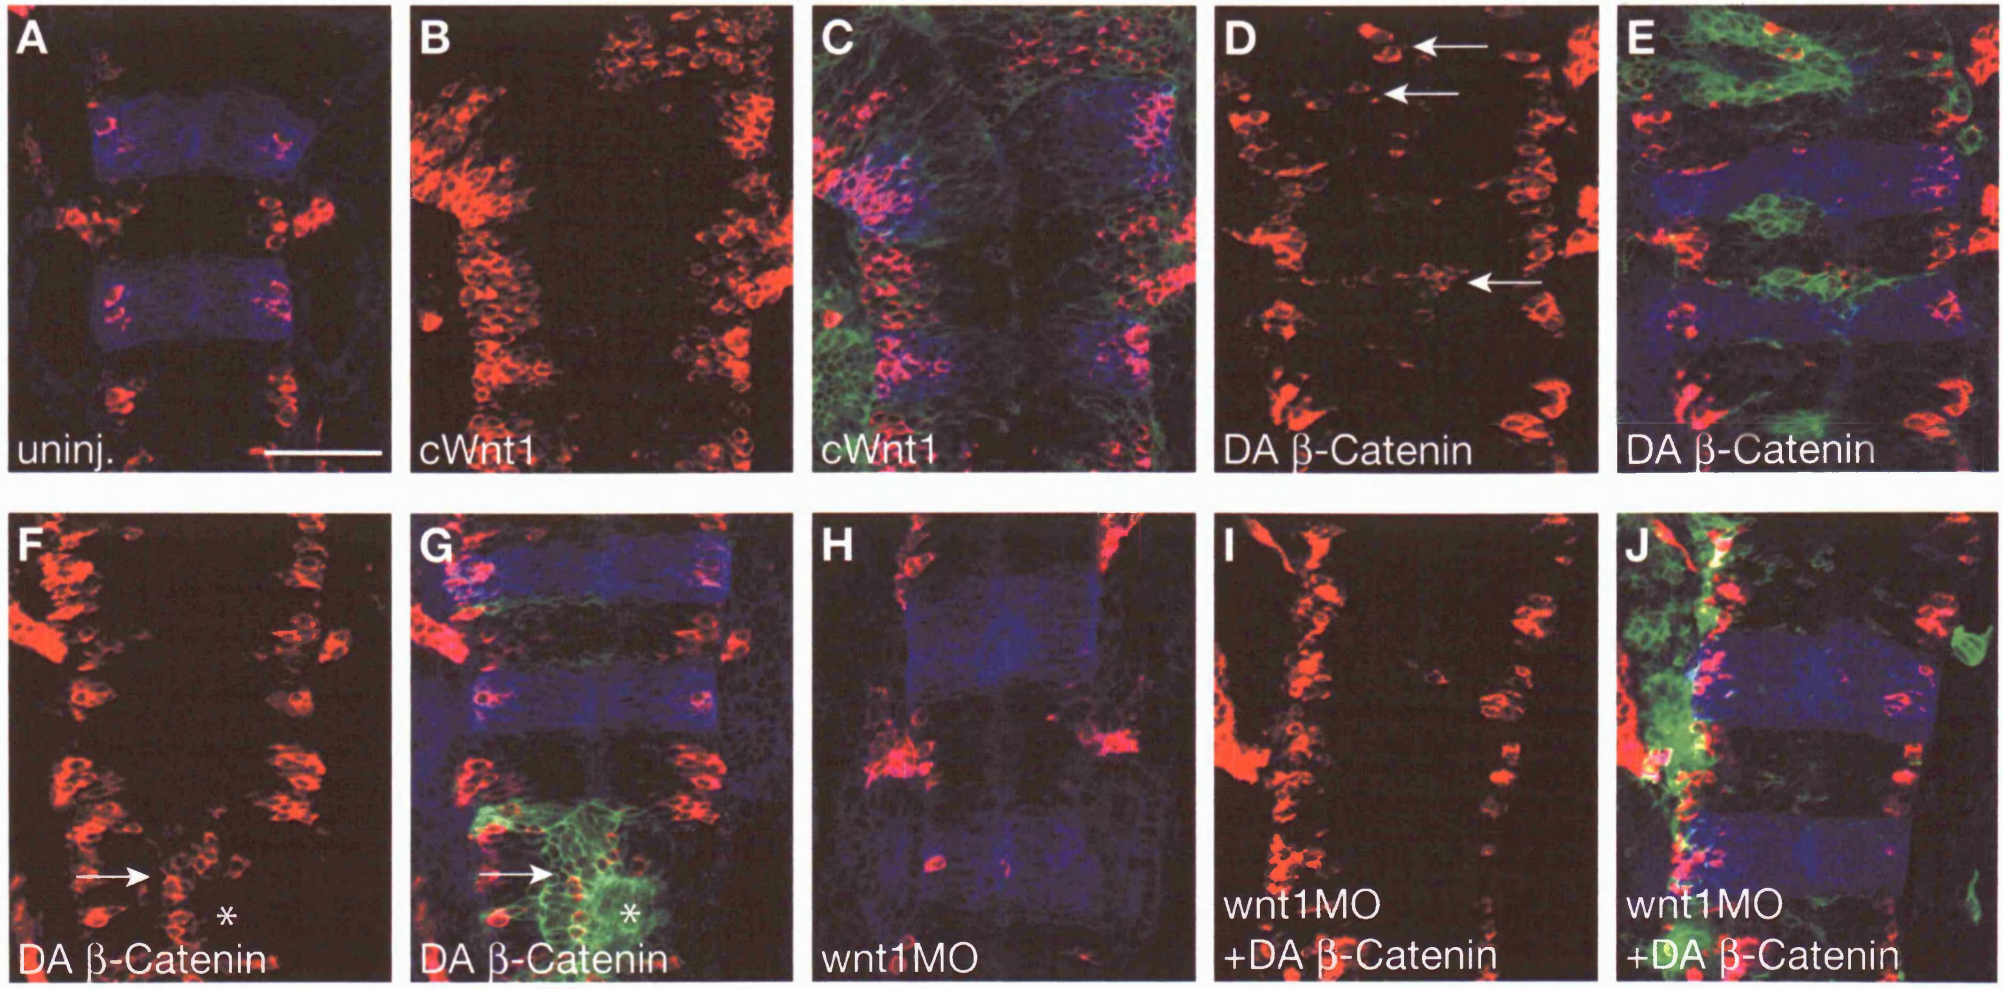 A
uninj.
B
cWnt1
C
cWnt1
D
DA β-Catenin
E
DA β-Catenin
F
*
DA β-Catenin
G
*
DA β-Catenin
H
wnt1MO
I
wnt1MO
+DA β-Catenin
J
wnt1MO
+DA β-Catenin